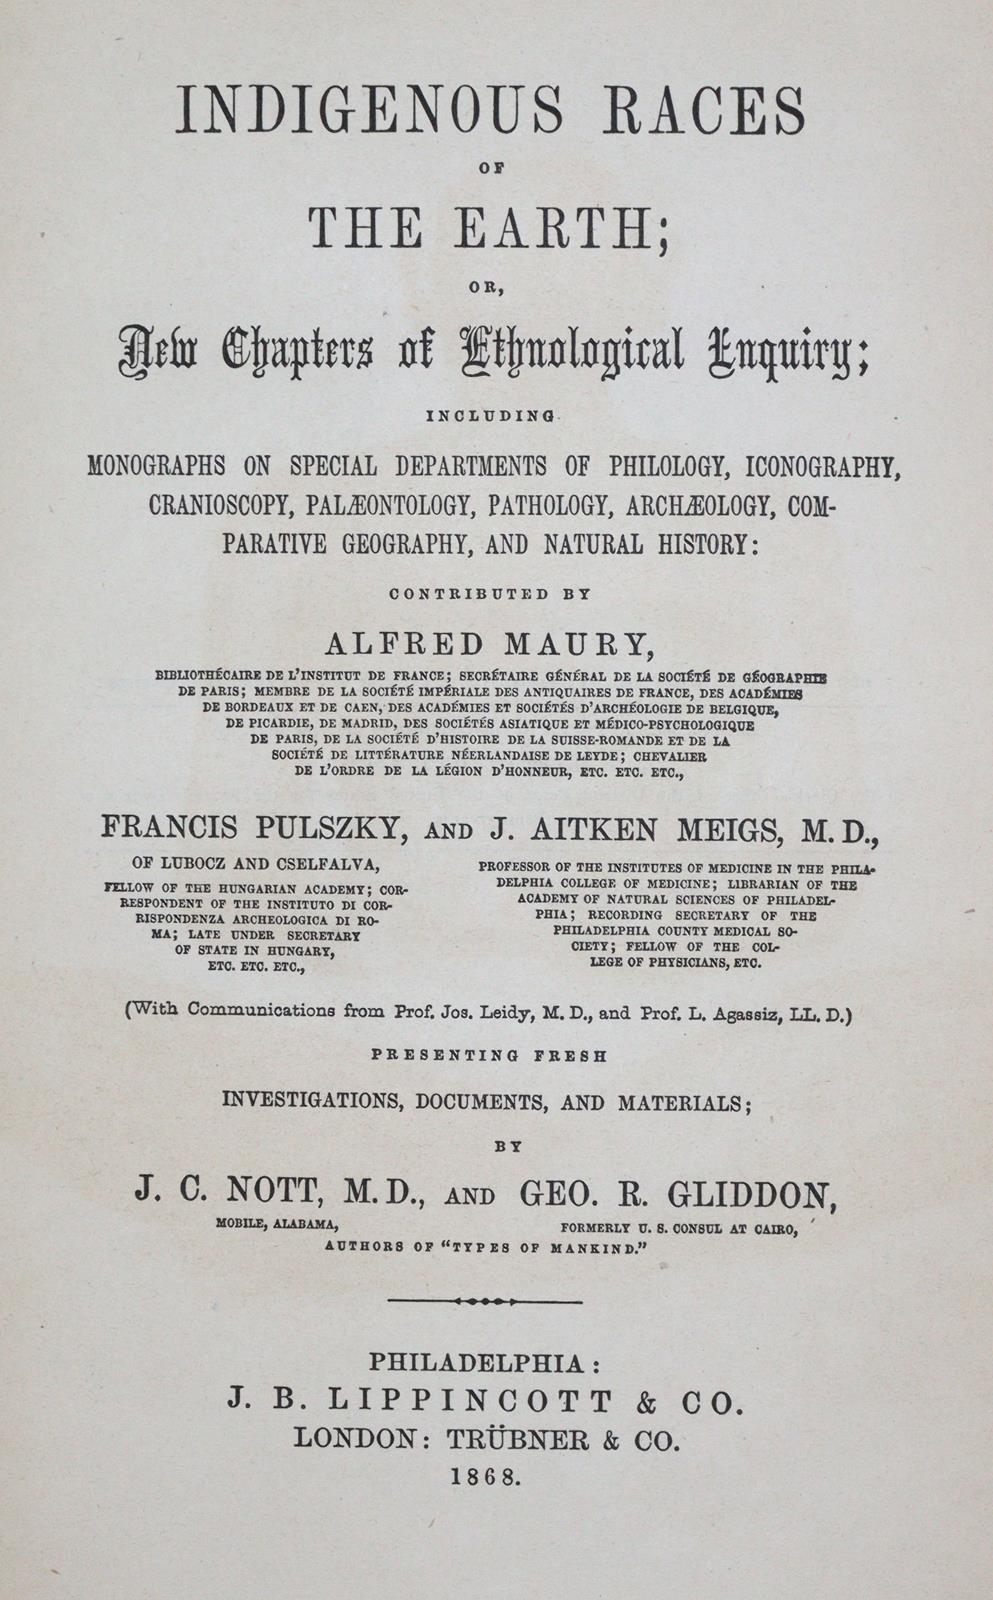 INDIGENOUS RACES
OF
THE EARTH;
OR,
New Chapters of Ethnological Enquiry;
INCLUDING
MONOGRAPHS ON SPECIAL DEPARTMENTS OF PHILOLOGY, ICONOGRAPHY,
CRANIOSCOPY, PALÆONTOLOGY, PATHOLOGY, ARCHÆOLOGY, COM-
PARATIVE GEOGRAPHY, AND NATURAL HISTORY:
CONTRIBUTED BY
ALFRED MAURY,
BIBLIOTHÉCAIRE DE L'INSTITUT DE FRANCE; SECRÉTAIRE GÉNÉRAL DE LA SOCIÉTÉ DE GÉOGRAPHIE
DE PARIS; MEMBRE DE LA SOCIÉTÉ IMPÉRIALE DES ANTIQUAIRES DE FRANCE, DES ACADÉMIES
DE BORDEAUX ET DE CAEN, DES ACADÉMIES ET SOCIÉTÉS D'ARCHÉOLOGIE DE BELGIQUE,
DE PICARDIE, DE MADRID, DES SOCIÉTÉS ASIATIQUE ET MÉDICO-PSYCHOLOGIQUE
DE PARIS, DE LA SOCIÉTÉ D'HISTOIRE DE LA SUISSE-ROMANDE ET DE LA
SOCIÉTÉ DE LITTÉRATURE NÉERLANDAISE DE LEYDE; CHEVALIER
DE L'ORDRE DE LA LÉGION D'HONNEUR, ETC. ETC. ETC.,
FRANCIS PULSZKY, AND J. AITKEN MEIGS, M.D.,
OF LUBOCZ AND CSELFALVA,
FELLOW OF THE HUNGARIAN ACADEMY; COR-
RESPONDENT OF THE INSTITUTO DI COR-
RISPONDENZA ARCHEOLOGICA DI RO-
MA; LATE UNDER SECRETARY
OF STATE IN HUNGARY,
ETC. ETC. ETC.,
PROFESSOR OF THE INSTITUTES OF MEDICINE IN THE PHILA-
DELPHIA COLLEGE OF MEDICINE; LIBRARIAN OF THE
ACADEMY OF NATURAL SCIENCES OF PHILADEL-
PHIA; RECORDING SECRETARY OF THE
PHILADELPHIA COUNTY MEDICAL SO-
CIETY; FELLOW OF THE COL-
LEGE OF PHYSICIANS, ETC.
(With Communications from Prof. Jos. Leidy, M.D., and Prof. L. Agassiz, LL.D.)
PRESENTING FRESH
INVESTIGATIONS, DOCUMENTS, AND MATERIALS;
BY
J. C. NOTT, M.D., AND GEO. R. GLIDDON,
MOBILE, ALABAMA, FORMERLY U. S. CONSUL AT CAIRO,
AUTHORS OF "TYPES OF MANKIND."
PHILADELPHIA:
J. B. LIPPINCOTT & CO.
LONDON: TRÜBNER & CO.
1868.